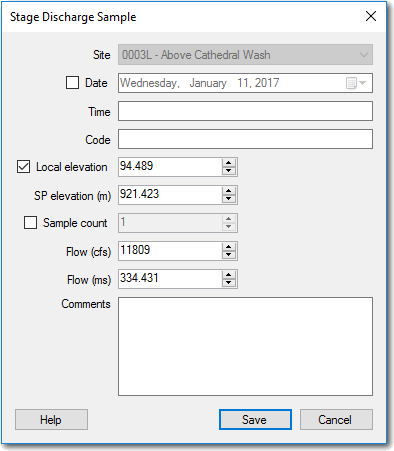 Stage Discharge Sample
Site 0003L - Above Cathedral Wash
Date Wednesday, January 11, 2017
Time
Code
Local elevation 94.489
SP elevation (m) 921.423
Sample count 1
Flow (cfs) 11809
Flow (ms) 334.431
Comments
Help Save Cancel